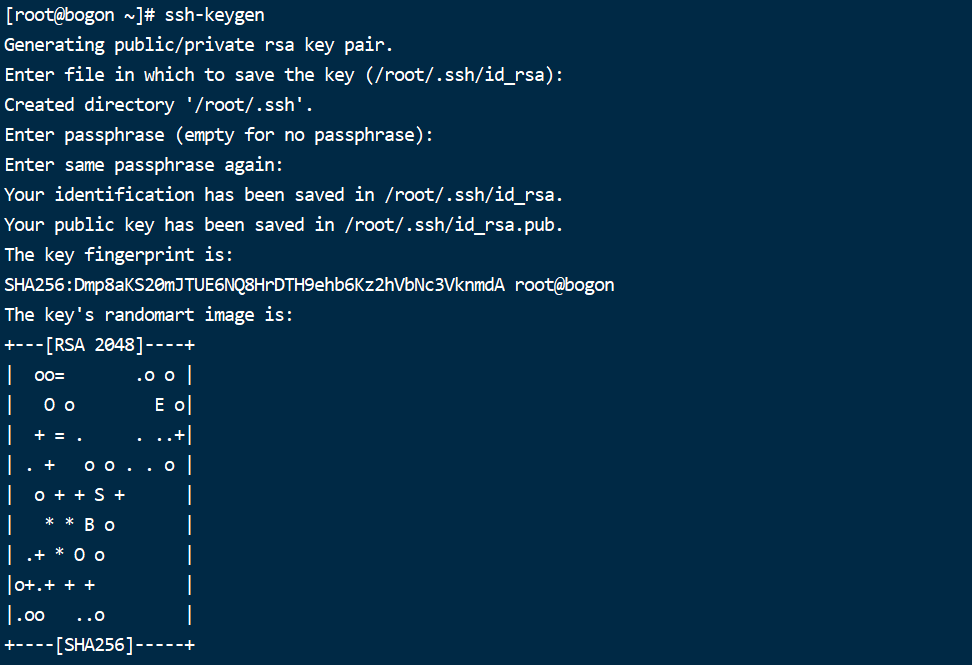 [root@bogon ~]# ssh-keygen
Generating public/private rsa key pair.
Enter file in which to save the key (/root/.ssh/id_rsa):
Created directory '/root/.ssh'.
Enter passphrase (empty for no passphrase):
Enter same passphrase again:
Your identification has been saved in /root/.ssh/id_rsa.
Your public key has been saved in /root/.ssh/id_rsa.pub.
The key fingerprint is:
SHA256:Dmp8aKS20mJTUE6NQ8HrDTH9ehb6Kz2hVbNc3VknmdA root@bogon
The key's randomart image is:
+---[RSA 2048]----+
|  oo=       .o o |
|   O o        E o|
|  + = .     . ..+|
| . +   o o . . o |
|  o + + S +      |
|   * * B o       |
| .+ * O o        |
|o+.+ + +         |
|.oo   ..o        |
+----[SHA256]-----+